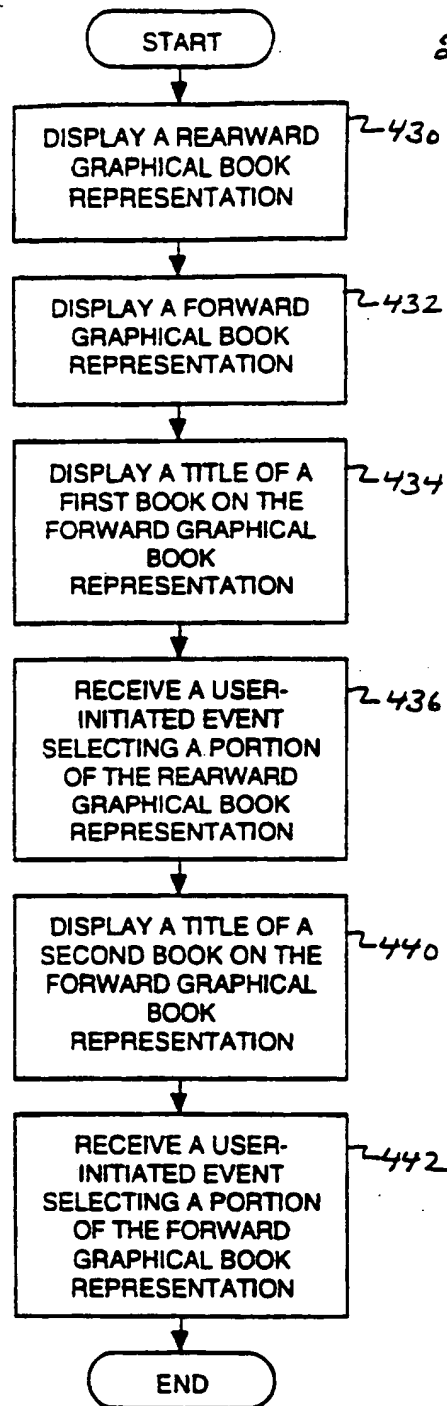 START
DISPLAY A REARWARD
GRAPHICAL BOOK
REPRESENTATION
430
DISPLAY A FORWARD
GRAPHICAL BOOK
REPRESENTATION
432
DISPLAY A TITLE OF A
FIRST BOOK ON THE
FORWARD GRAPHICAL
BOOK
REPRESENTATION
434
RECEIVE A USER-
INITIATED EVENT
SELECTING A PORTION
OF THE REARWARD
GRAPHICAL BOOK
REPRESENTATION
436
DISPLAY A TITLE OF A
SECOND BOOK ON THE
FORWARD GRAPHICAL
BOOK
REPRESENTATION
440
RECEIVE A USER-
INITIATED EVENT
SELECTING A PORTION
OF THE FORWARD
GRAPHICAL BOOK
REPRESENTATION
442
END